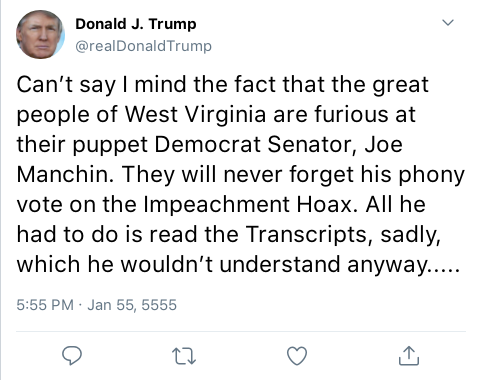 Donald J. Trump
@realDonaldTrump
Can’t say I mind the fact that the great
people of West Virginia are furious at
their puppet Democrat Senator, Joe
Manchin. They will never forget his phony
vote on the Impeachment Hoax. All he
had to do is read the Transcripts, sadly,
which he wouldn’t understand anyway.....
5:55 PM · Jan 55, 5555